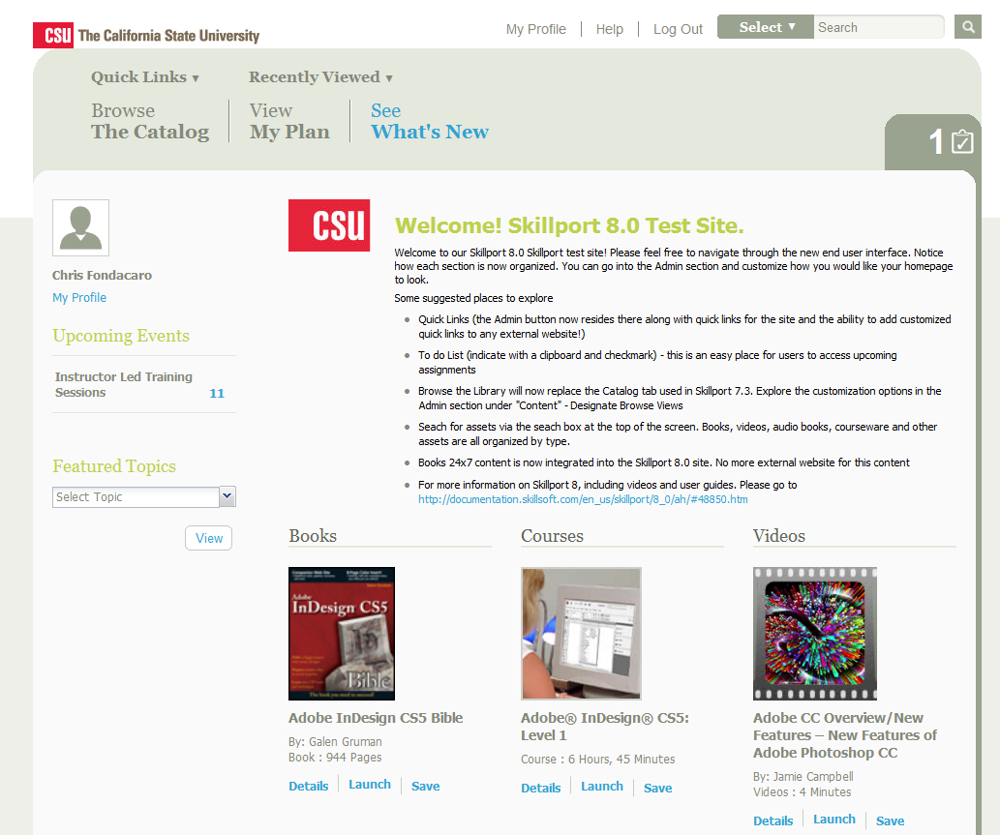 CSU The California State University
My Profile
Help
Log Out
Select ▼
Search
Quick Links ▼
Recently Viewed ▼
Browse
The Catalog
View
My Plan
See
What's New
1
Chris Fondacaro
My Profile
Upcoming Events
Instructor Led Training
Sessions
11
Featured Topics
Select Topic
View
CSU
Welcome! Skillport 8.0 Test Site.
Welcome to our Skillport 8.0 Skillport test site! Please feel free to navigate through the new end user interface. Notice
how each section is now organized. You can go into the Admin section and customize how you would like your homepage
to look.
Some suggested places to explore
Quick Links (the Admin button now resides there along with quick links for the site and the ability to add customized
quick links to any external website!)
To do List (indicate with a clipboard and checkmark) - this is an easy place for users to access upcoming
assignments
Browse the Library will now replace the Catalog tab used in Skillport 7.3. Explore the customization options in the
Admin section under "Content" - Designate Browse Views
Seach for assets via the seach box at the top of the screen. Books, videos, audio books, courseware and other
assets are all organized by type.
Books 24x7 content is now integrated into the Skillport 8.0 site. No more external website for this content
For more information on Skillport 8, including videos and user guides. Please go to
http://documentation.skillsoft.com/en_us/skillport/8_0/ah/#48850.htm
Books
Adobe
InDesign CS5
Bible
The book you need to succeed!
Adobe InDesign CS5 Bible
By: Galen Gruman
Book : 944 Pages
Details
Launch
Save
Courses
Adobe® InDesign® CS5:
Level 1
Course : 6 Hours, 45 Minutes
Details
Launch
Save
Videos
Adobe CC Overview/New
Features – New Features of
Adobe Photoshop CC
By: Jamie Campbell
Videos : 4 Minutes
Details
Launch
Save